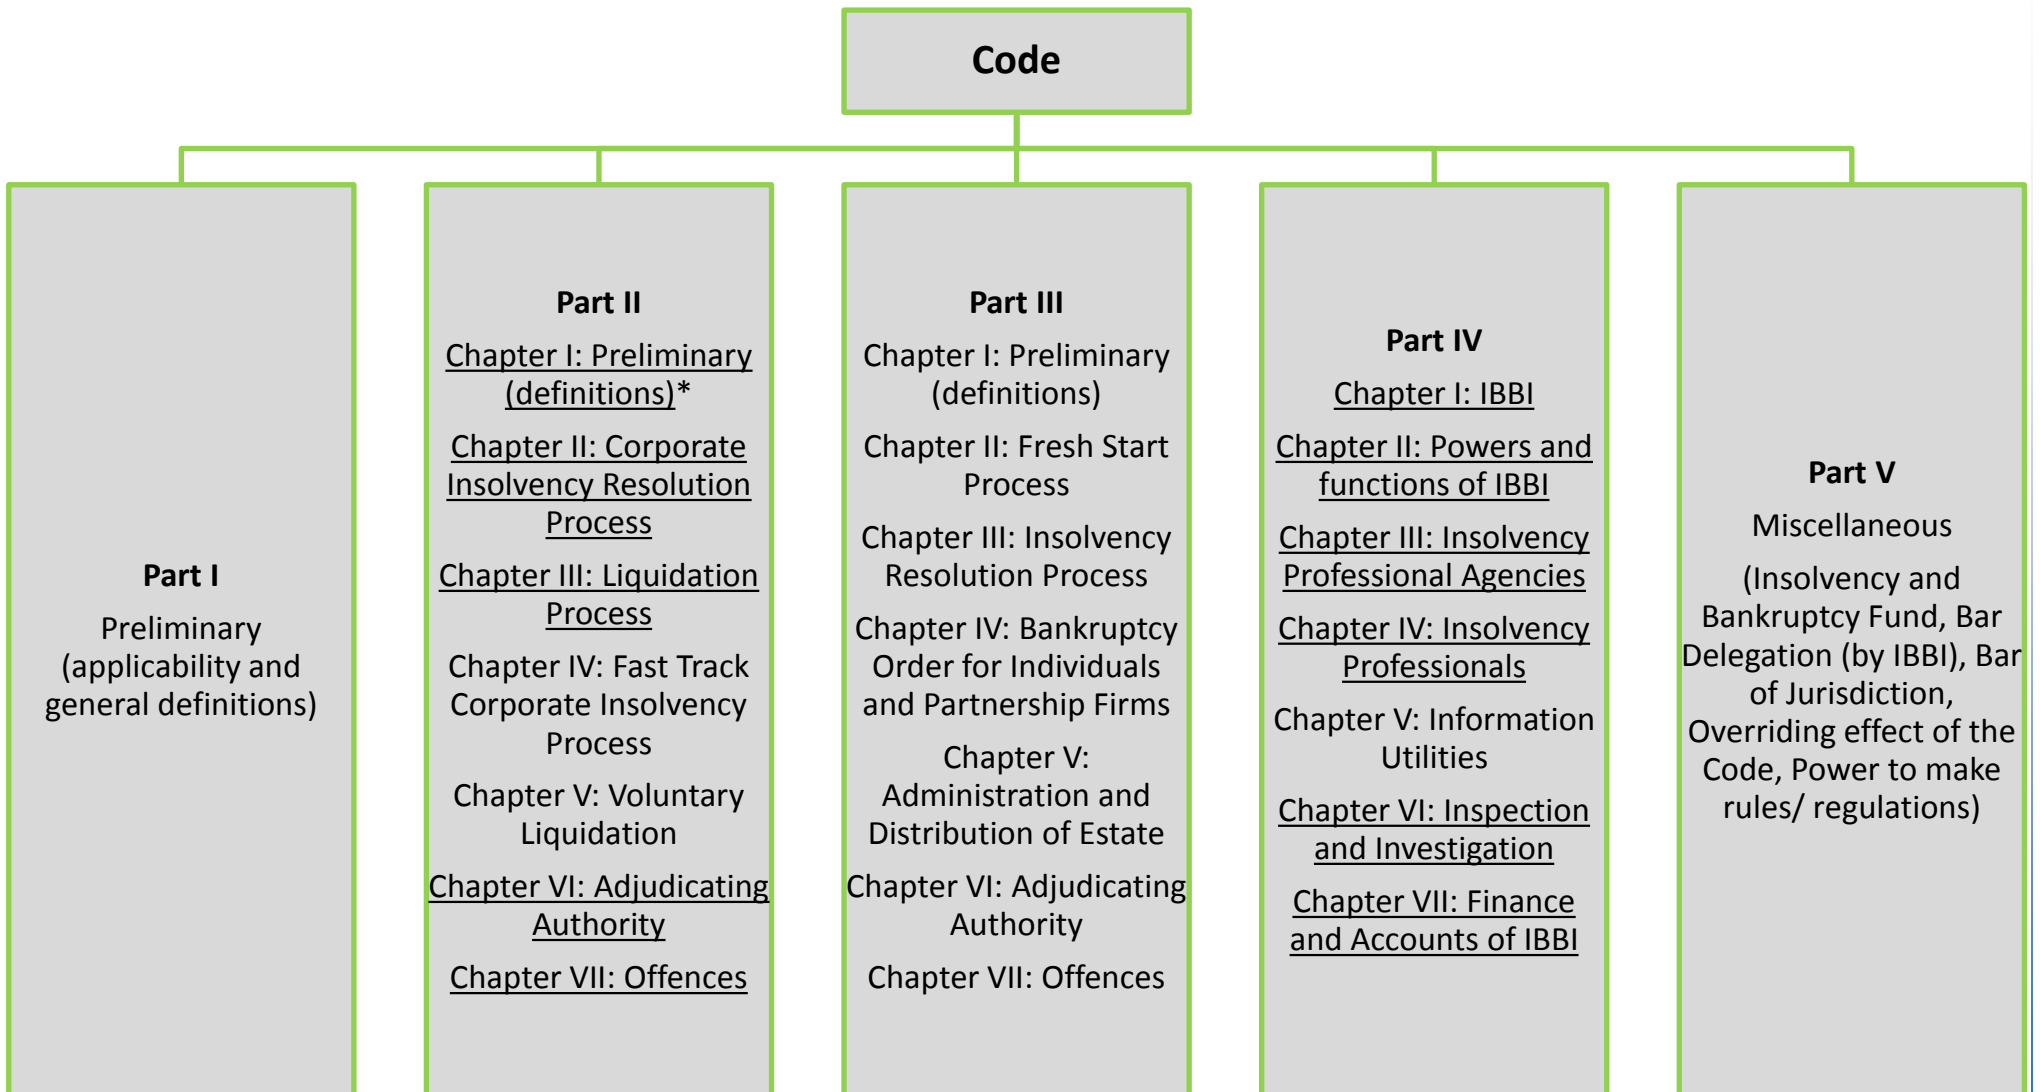 Code
Part I
Preliminary
(applicability and
general definitions)
Part II
Chapter I: Preliminary
(definitions)*
Chapter II: Corporate
Insolvency Resolution
Process
Chapter III: Liquidation
Process
Chapter IV: Fast Track
Corporate Insolvency
Process
Chapter V: Voluntary
Liquidation
Chapter VI: Adjudicating
Authority
Chapter VII: Offences
Part III
Chapter I: Preliminary
(definitions)
Chapter II: Fresh Start
Process
Chapter III: Insolvency
Resolution Process
Chapter IV: Bankruptcy
Order for Individuals
and Partnership Firms
Chapter V:
Administration and
Distribution of Estate
Chapter VI: Adjudicating
Authority
Chapter VII: Offences
Part IV
Chapter I: IBBI
Chapter II: Powers and
functions of IBBI
Chapter III: Insolvency
Professional Agencies
Chapter IV: Insolvency
Professionals
Chapter V: Information
Utilities
Chapter VI: Inspection
and Investigation
Chapter VII: Finance
and Accounts of IBBI
Part V
Miscellaneous
(Insolvency and
Bankruptcy Fund, Bar
Delegation (by IBBI), Bar
of Jurisdiction,
Overriding effect of the
Code, Power to make
rules/ regulations)